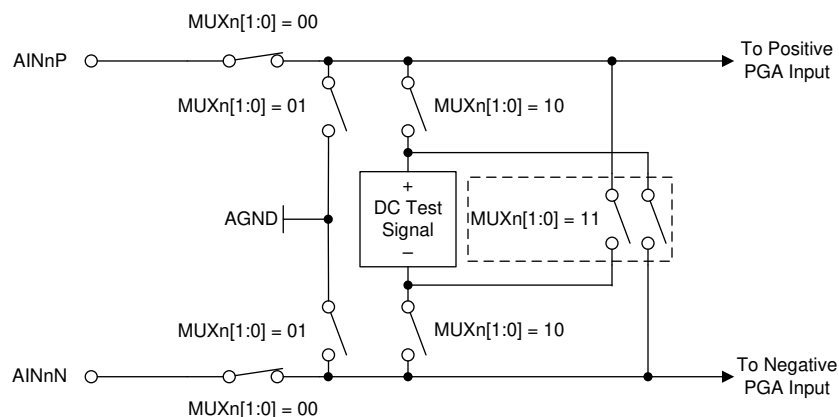 MUXn[1:0] = 00
AINnP
To Positive
PGA Input
MUXn[1:0] = 01
MUXn[1:0] = 10
+
DC Test
Signal
–
AGND
MUXn[1:0] = 11
MUXn[1:0] = 01
MUXn[1:0] = 10
AINnN
To Negative
PGA Input
MUXn[1:0] = 00